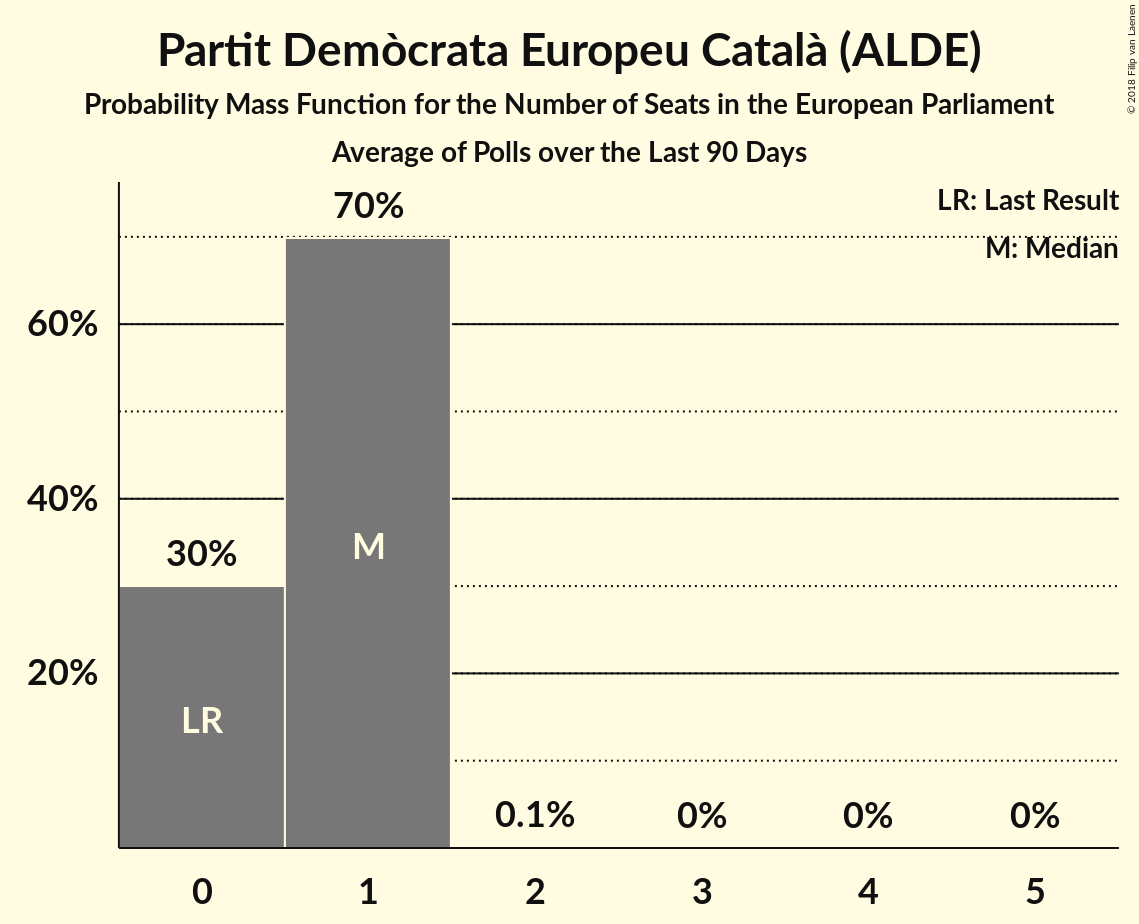 Partit Demòcrata Europeu Català (ALDE)
Probability Mass Function for the Number of Seats in the European Parliament
Average of Polls over the Last 90 Days
© 2018 Filip van Laenen
LR: Last Result
M: Median
70%
60%
40%
30%
M
20%
LR
0.1%
0%
0%
0%
0 1 2 3 4 5